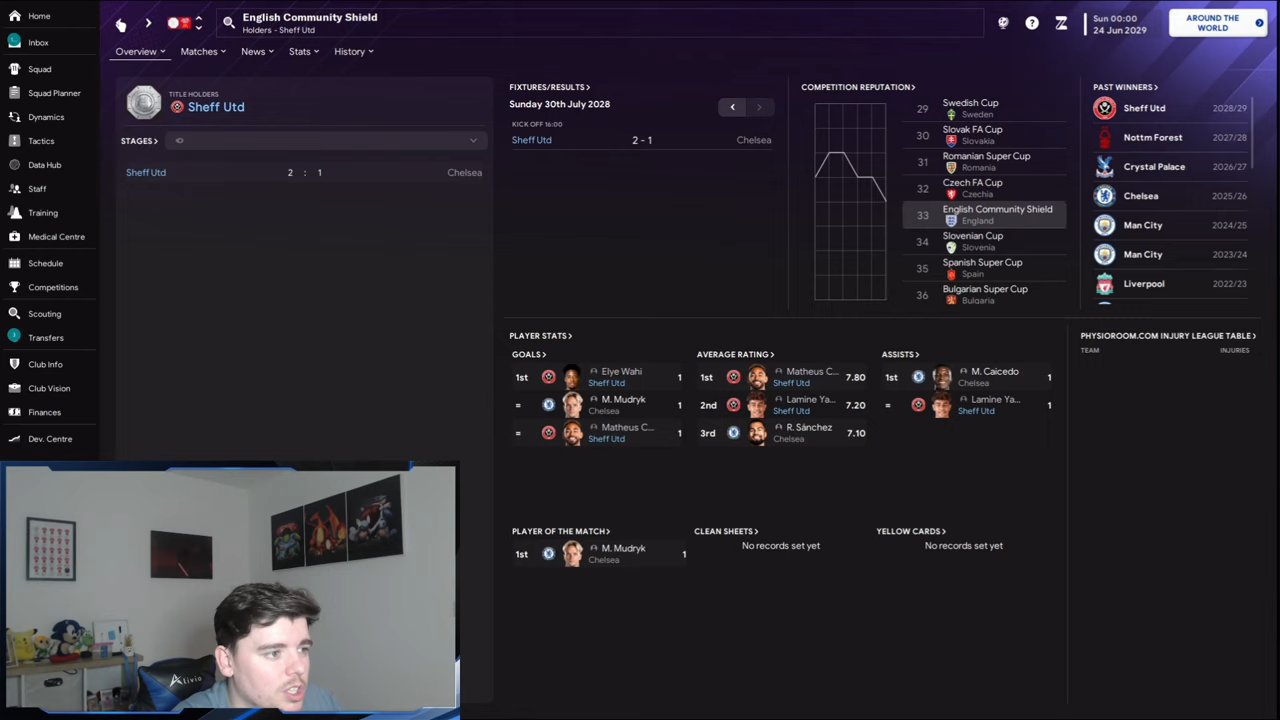 Home
Inbox
Squad
Squad Planner
Dynamics
Tactics
Data Hub
Staff
Training
Medical Centre
Schedule
Competitions
Scouting
Transfers
Club Info
Club Vision
Finances
Dev. Centre
English Community Shield
Holders - Sheff Utd
Sun 00:00
24 Jun 2029
AROUND THE
WORLD
Overview
Matches
News
Stats
History
TITLE HOLDERS
Sheff Utd
STAGES
Sheff Utd 2 : 1 Chelsea
FIXTURES/RESULTS
Sunday 30th July 2028
KICK OFF 16:00
Sheff Utd 2 - 1 Chelsea
COMPETITION REPUTATION
29 Swedish Cup
Sweden
30 Slovak FA Cup
Slovakia
31 Romanian Super Cup
Romania
32 Czech FA Cup
Czechia
33 English Community Shield
England
34 Slovenian Cup
Slovenia
35 Spanish Super Cup
Spain
36 Bulgarian Super Cup
Bulgaria
PAST WINNERS
Sheff Utd 2028/29
Nottm Forest 2027/28
Crystal Palace 2026/27
Chelsea 2025/26
Man City 2024/25
Man City 2023/24
Liverpool 2022/23
PLAYER STATS
GOALS
1st Elye Wahi 1
Sheff Utd
= M. Mudryk 1
Chelsea
= Matheus C... 1
Sheff Utd
AVERAGE RATING
1st Matheus C... 7.80
Sheff Utd
2nd Lamine Ya... 7.20
Sheff Utd
3rd R. Sánchez 7.10
Chelsea
ASSISTS
1st M. Caicedo 1
Chelsea
= Lamine Ya... 1
Sheff Utd
PHYSIOROOM.COM INJURY LEAGUE TABLE
TEAM INJURIES
PLAYER OF THE MATCH
1st M. Mudryk 1
Chelsea
CLEAN SHEETS
No records set yet
YELLOW CARDS
No records set yet